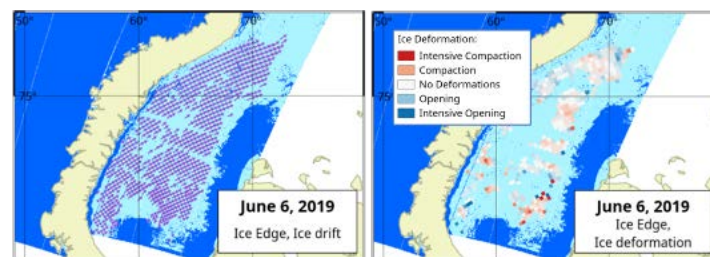 50°
60°
70°
75°
June 6, 2019
Ice Edge, Ice drift
50°
60°
70°
75°
Ice Deformation:
Intensive Compaction
Compaction
No Deformations
Opening
Intensive Opening
June 6, 2019
Ice Edge,
Ice deformation